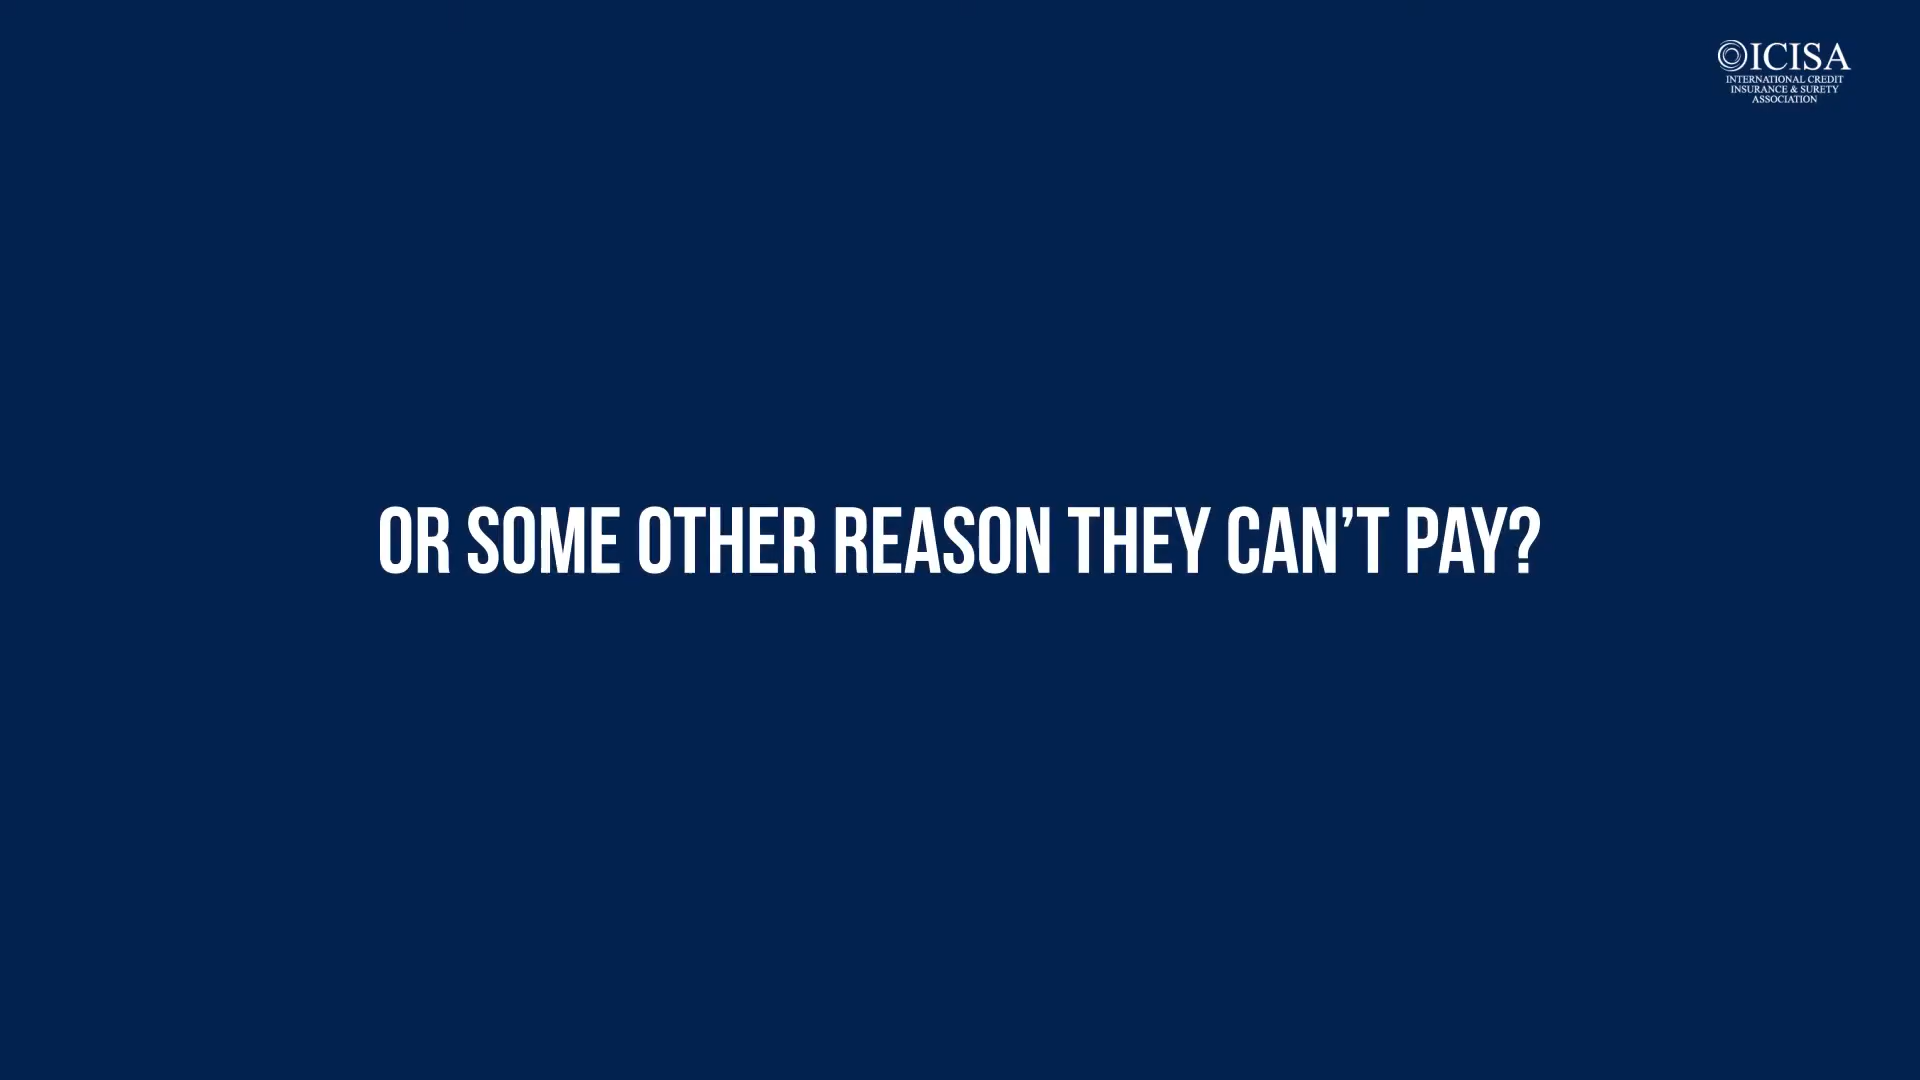 ICISA
INTERNATIONAL CREDIT
INSURANCE & SURETY
ASSOCIATION
OR SOME OTHER REASON THEY CAN’T PAY?